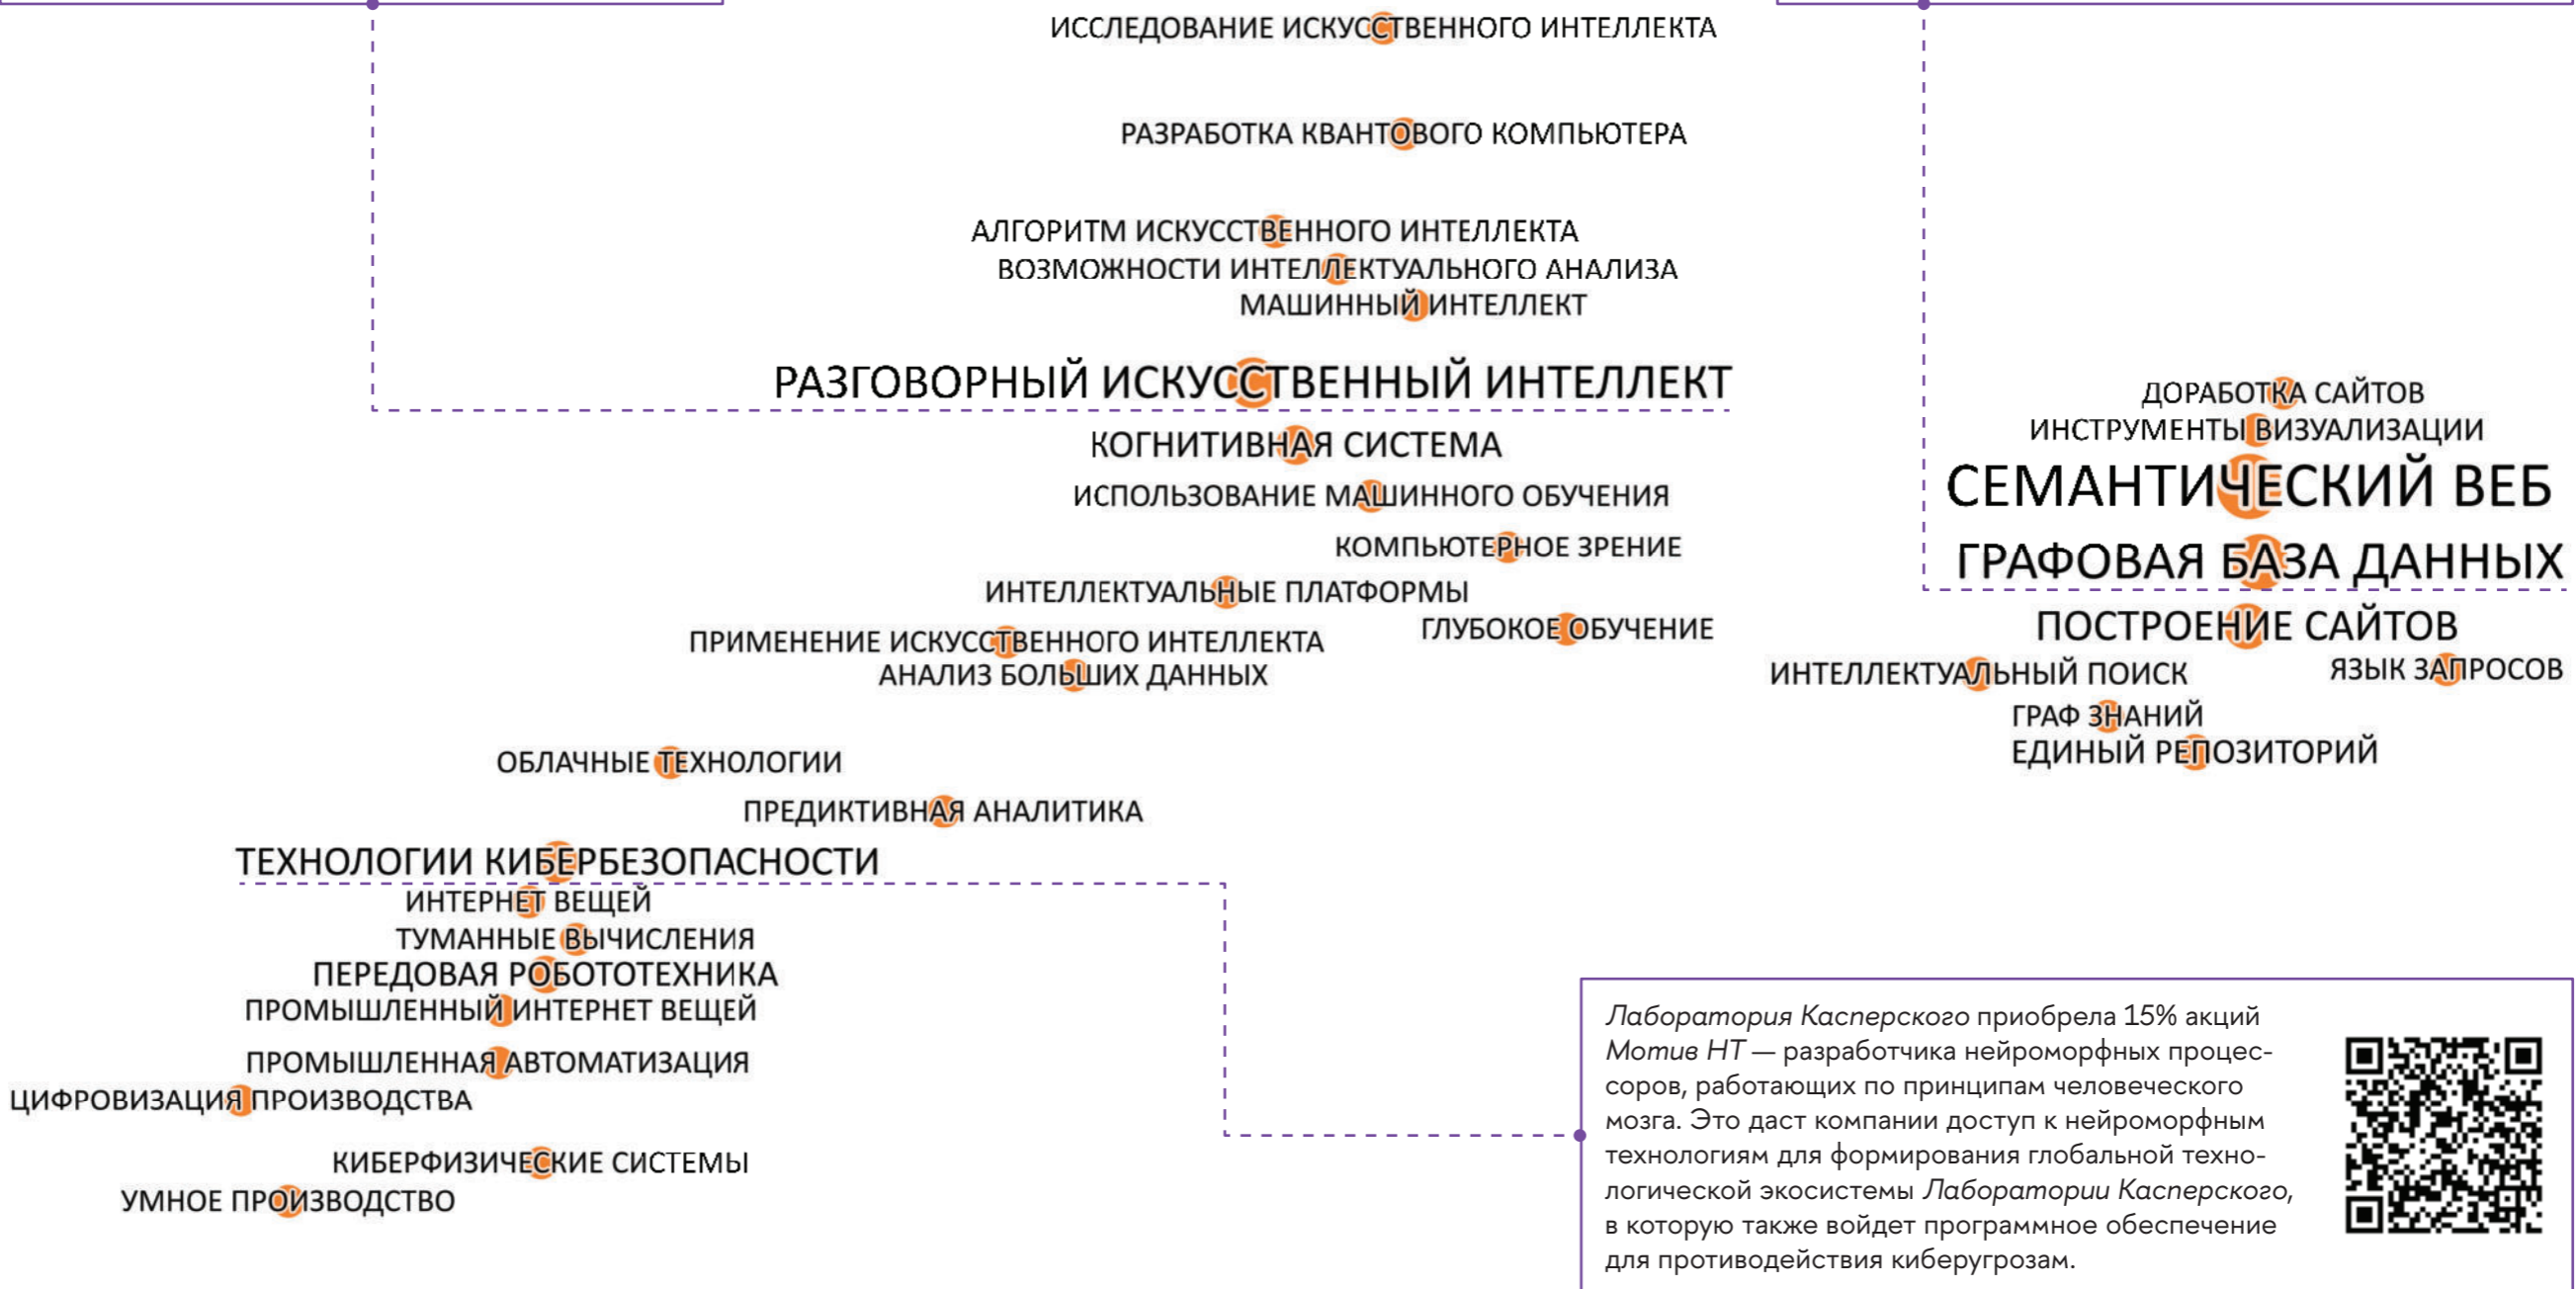 ИССЛЕДОВАНИЕ ИСКУССТВЕННОГО ИНТЕЛЛЕКТА
РАЗРАБОТКА КВАНТОВОГО КОМПЬЮТЕРА
АЛГОРИТМ ИСКУССТВЕННОГО ИНТЕЛЛЕКТА
ВОЗМОЖНОСТИ ИНТЕЛЛЕКТУАЛЬНОГО АНАЛИЗА
МАШИННЫЙ ИНТЕЛЛЕКТ
РАЗГОВОРНЫЙ ИСКУССТВЕННЫЙ ИНТЕЛЛЕКТ
КОГНИТИВНАЯ СИСТЕМА
ИСПОЛЬЗОВАНИЕ МАШИННОГО ОБУЧЕНИЯ
КОМПЬЮТЕРНОЕ ЗРЕНИЕ
ИНТЕЛЛЕКТУАЛЬНЫЕ ПЛАТФОРМЫ
ГЛУБОКОЕ ОБУЧЕНИЕ
ПРИМЕНЕНИЕ ИСКУССТВЕННОГО ИНТЕЛЛЕКТА
АНАЛИЗ БОЛЬШИХ ДАННЫХ
ДОРАБОТКА САЙТОВ
ИНСТРУМЕНТЫ ВИЗУАЛИЗАЦИИ
СЕМАНТИЧЕСКИЙ ВЕБ
ГРАФОВАЯ БАЗА ДАННЫХ
ПОСТРОЕНИЕ САЙТОВ
ИНТЕЛЛЕКТУАЛЬНЫЙ ПОИСК
ЯЗЫК ЗАПРОСОВ
ГРАФ ЗНАНИЙ
ЕДИНЫЙ РЕПОЗИТОРИЙ
ОБЛАЧНЫЕ ТЕХНОЛОГИИ
ПРЕДИКТИВНАЯ АНАЛИТИКА
ТЕХНОЛОГИИ КИБЕРБЕЗОПАСНОСТИ
ИНТЕРНЕТ ВЕЩЕЙ
ТУМАННЫЕ ВЫЧИСЛЕНИЯ
ПЕРЕДОВАЯ РОБОТОТЕХНИКА
ПРОМЫШЛЕННЫЙ ИНТЕРНЕТ ВЕЩЕЙ
ПРОМЫШЛЕННАЯ АВТОМАТИЗАЦИЯ
ЦИФРОВИЗАЦИЯ ПРОИЗВОДСТВА
КИБЕРФИЗИЧЕСКИЕ СИСТЕМЫ
УМНОЕ ПРОИЗВОДСТВО
Лаборатория Касперского приобрела 15% акций
Мотив НТ — разработчика нейроморфных процес-
соров, работающих по принципам человеческого
мозга. Это даст компании доступ к нейроморфным
технологиям для формирования глобальной техно-
логической экосистемы Лаборатории Касперского,
в которую также войдет программное обеспечение
для противодействия киберугрозам.